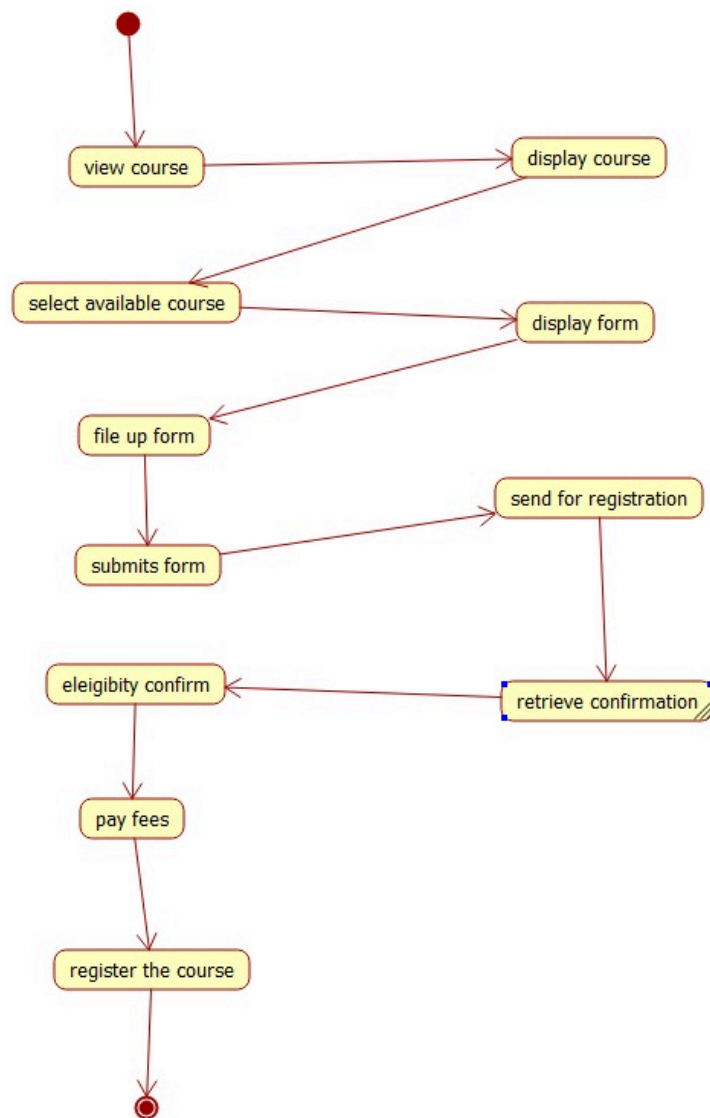 view course
display course
select available course
display form
file up form
send for registration
submits form
eleigibity confirm
retrieve confirmation
pay fees
register the course